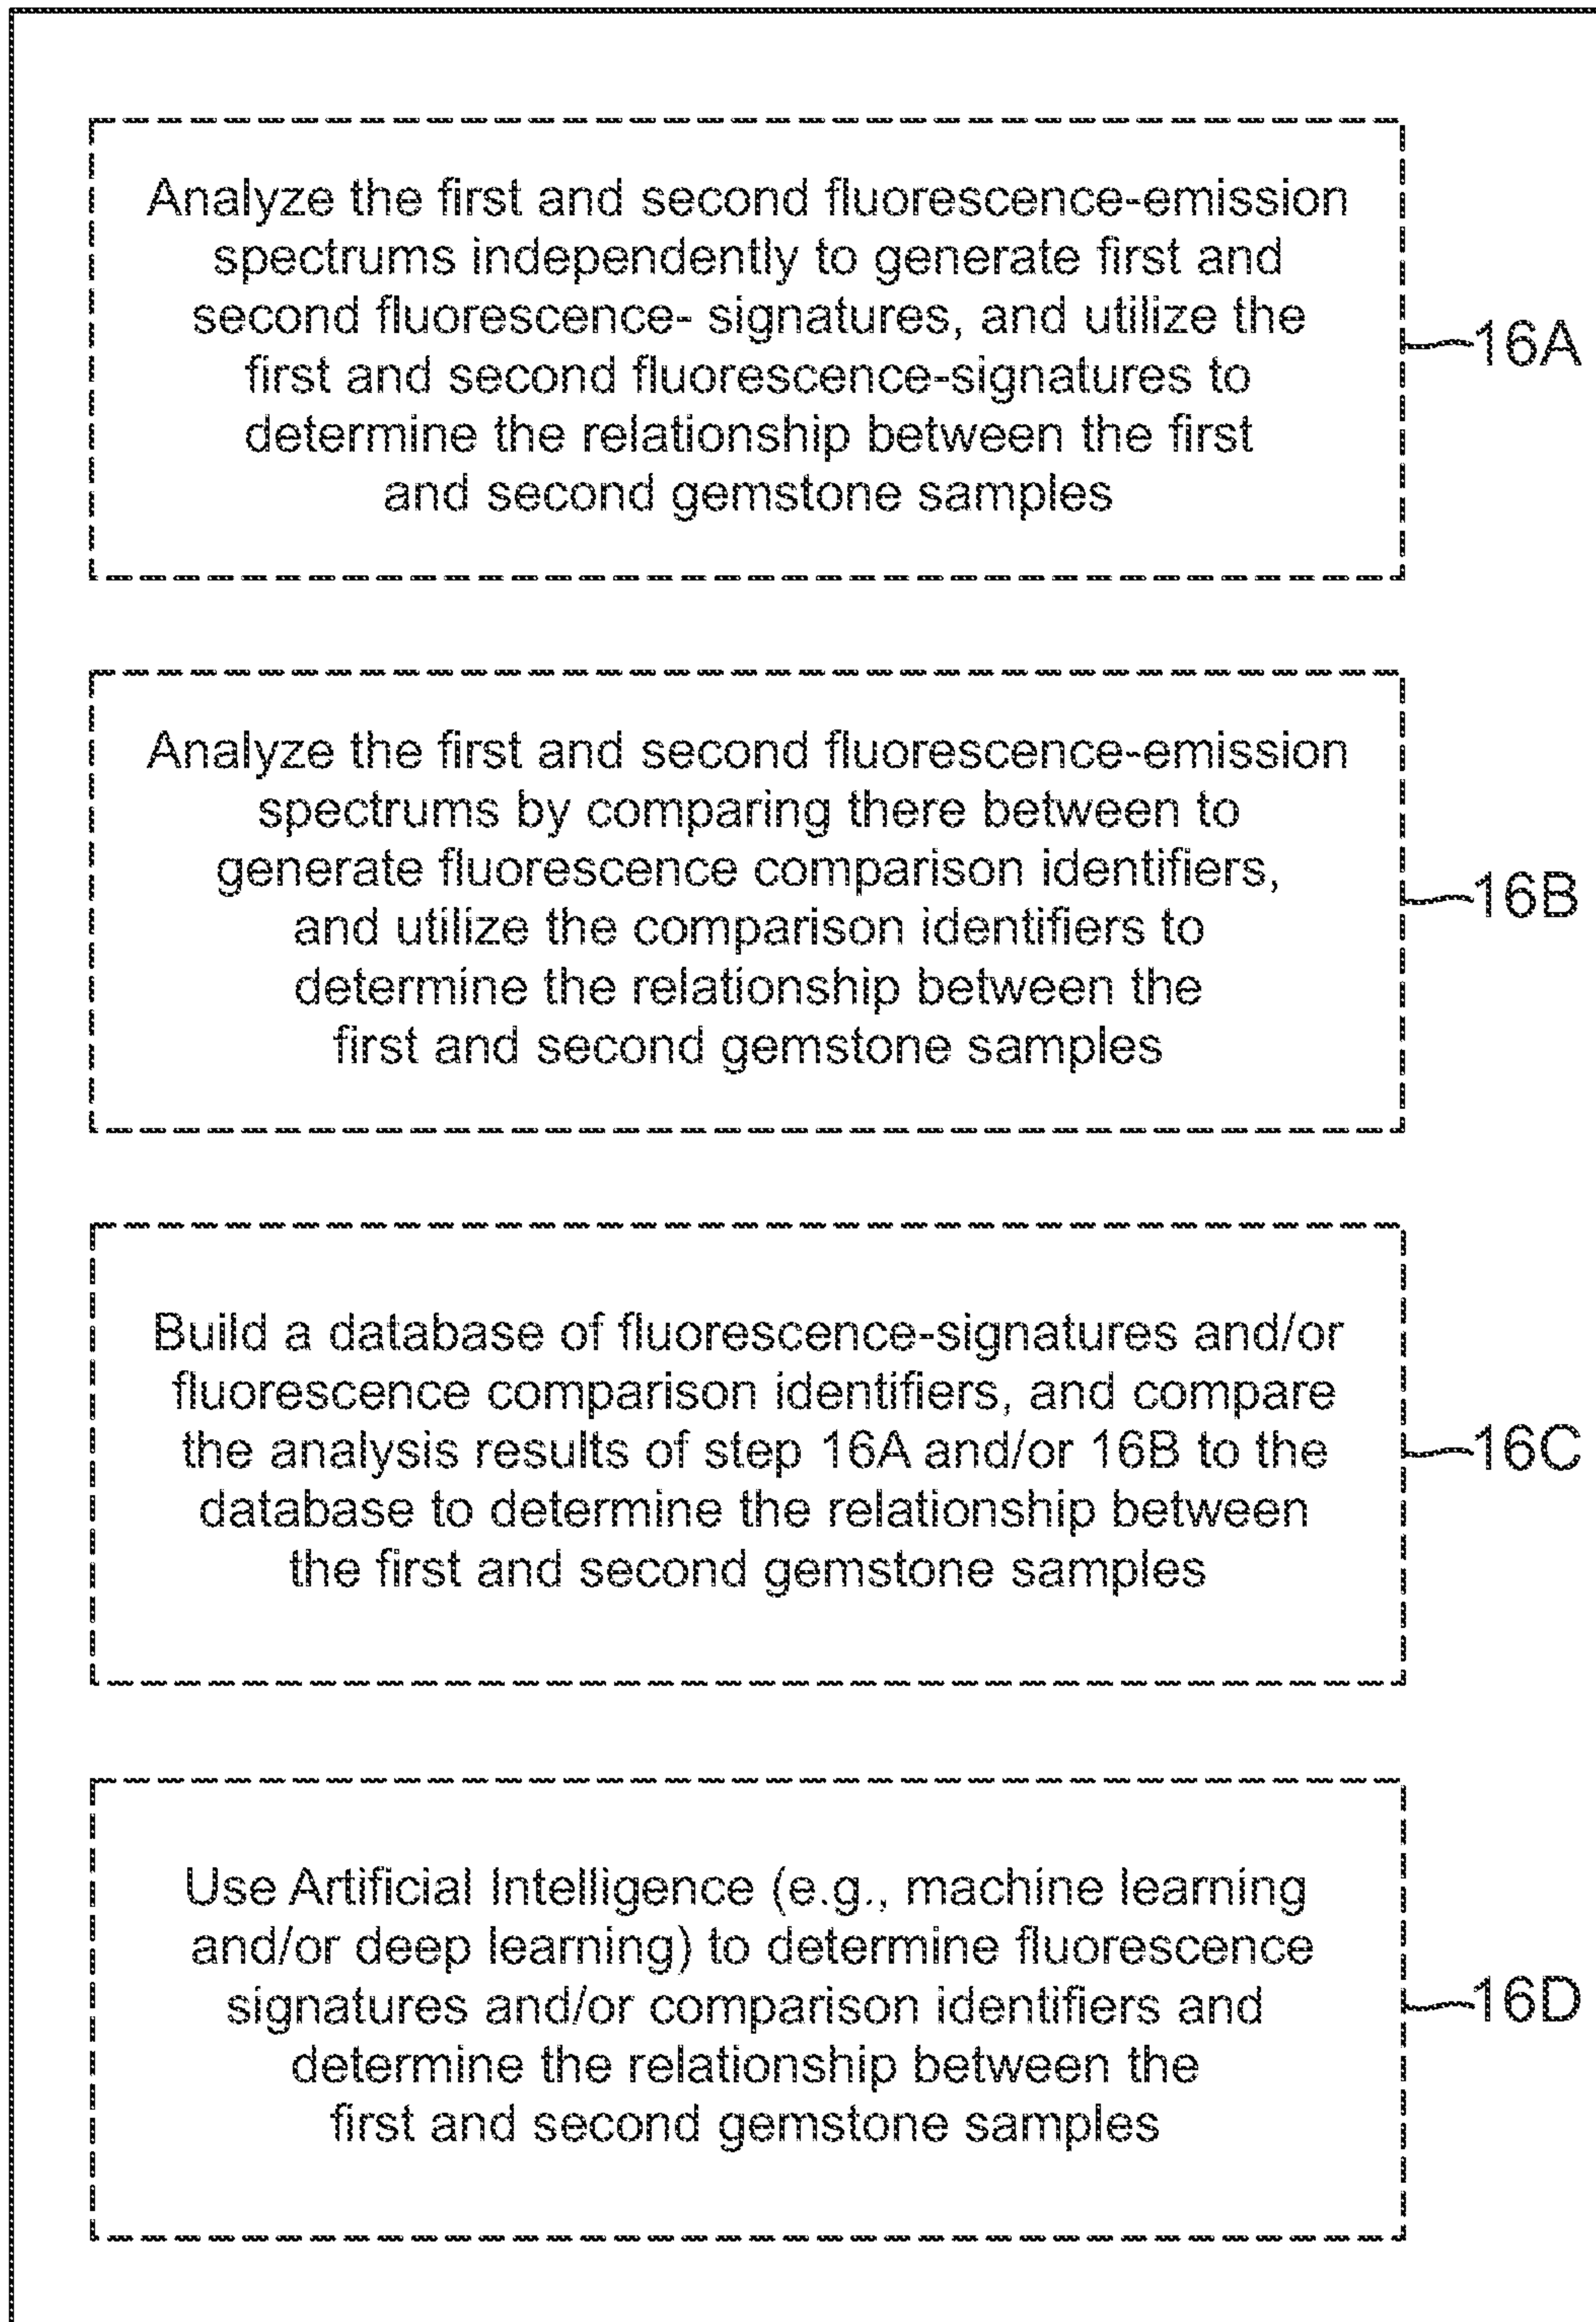 Analyze the first and second fluorescence-emission
spectrums independently to generate first and
second fluorescence- signatures, and utilize the
first and second fluorescence-signatures to
determine the relationship between the first
and second gemstone samples
16A
Analyze the first and second fluorescence-emission
spectrums by comparing there between to
generate fluorescence comparison identifiers,
and utilize the comparison identifiers to
determine the relationship between the
first and second gemstone samples
16B
Build a database of fluorescence-signatures and/or
fluorescence comparison identifiers, and compare
the analysis results of step 16A and/or 16B to the
database to determine the relationship between
the first and second gemstone samples
16C
Use Artificial Intelligence (e.g., machine learning
and/or deep learning) to determine fluorescence
signatures and/or comparison identifiers and
determine the relationship between the
first and second gemstone samples
16D